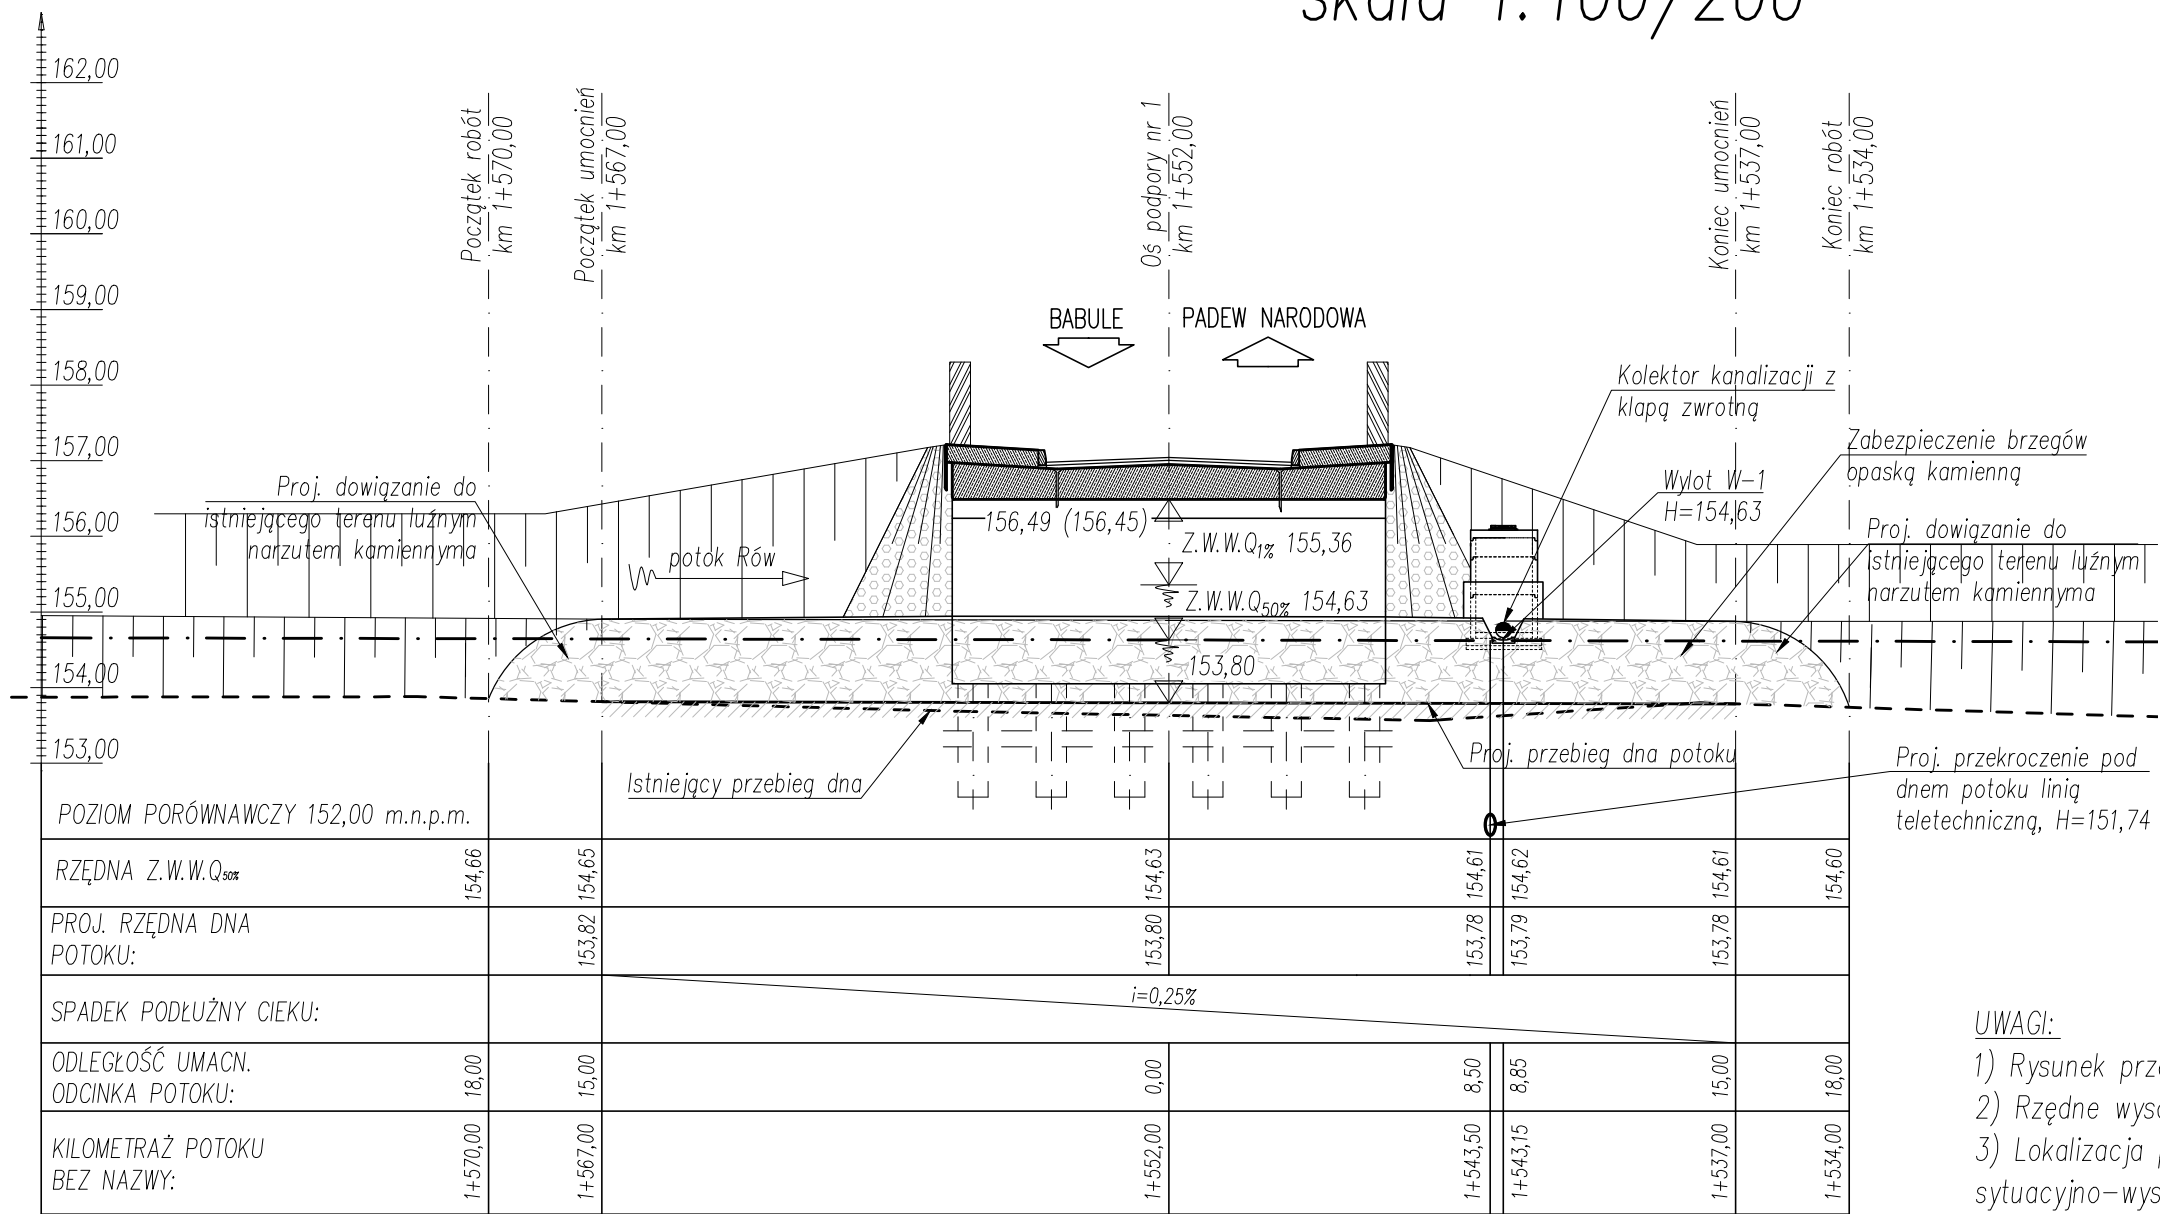 skala 1:100/200
162,00
161,00
160,00
159,00
158,00
157,00
156,00
155,00
154,00
153,00
Początek robót
km 1+570,00
Początek umocnień
km 1+567,00
Oś podpory nr 1
km 1+552,00
Koniec umocnień
km 1+537,00
Koniec robót
km 1+534,00
BABULE
PADEW NARODOWA
Kolektor kanalizacji z
klapą zwrotną
Zabezpieczenie brzegów
opaską kamienną
Wylot W-1
H=154,63
Proj. dowiązanie do
istniejącego terenu luźnym
narzutem kamiennyma
Proj. dowiązanie do
istniejącego terenu luźnym
narzutem kamiennyma
potok Rów
156,49 (156,45)
Z.W.W.Q1% 155,36
Z.W.W.Q50% 154,63
153,80
Istniejący przebieg dna
Proj. przebieg dna potoku
Proj. przekroczenie pod
dnem potoku linią
teletechniczną, H=151,74
POZIOM PORÓWNAWCZY 152,00 m.n.p.m.
RZĘDNA Z.W.W.Q50%
154,66
154,65
154,63
154,61
154,62
154,61
154,60
PROJ. RZĘDNA DNA
POTOKU:
153,82
153,80
153,78
153,79
153,78
SPADEK PODŁUŻNY CIEKU:
i=0,25%
ODLEGŁOŚĆ UMACN.
ODCINKA POTOKU:
18,00
15,00
0,00
8,50
8,85
15,00
18,00
KILOMETRAŻ POTOKU
BEZ NAZWY:
1+570,00
1+567,00
1+552,00
1+543,50
1+543,15
1+537,00
1+534,00
UWAGI:
1) Rysunek
2) Rzędne
3) Lokalizacja
sytuacyjno-wys